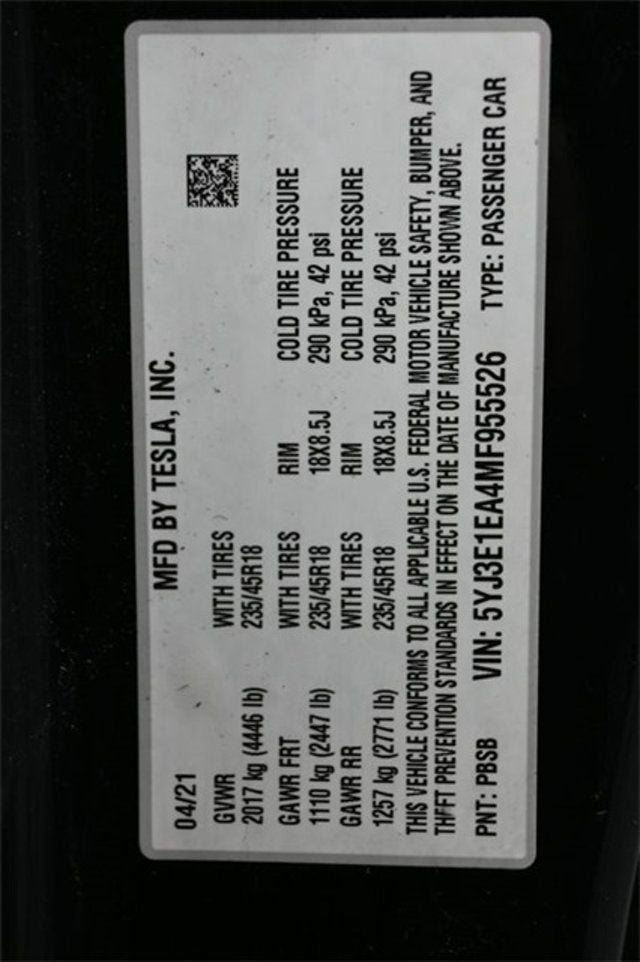 MFD BY TESLA, INC.
04/21
GVWR WITH TIRES
2017 kg (4446 lb) 235/45R18
GAWR FRT WITH TIRES RIM COLD TIRE PRESSURE
1110 kg (2447 lb) 235/45R18 18X8.5J 290 kPa, 42 psi
GAWR RR WITH TIRES RIM COLD TIRE PRESSURE
1257 kg (2771 lb) 235/45R18 18X8.5J 290 kPa, 42 psi
THIS VEHICLE CONFORMS TO ALL APPLICABLE U.S. FEDERAL MOTOR VEHICLE SAFETY, BUMPER, AND
THFFT PREVENTION STANDARDS IN EFFECT ON THE DATE OF MANUFACTURE SHOWN ABOVE.
PNT: PBSB VIN: 5YJ3E1EA4MF955526 TYPE: PASSENGER CAR